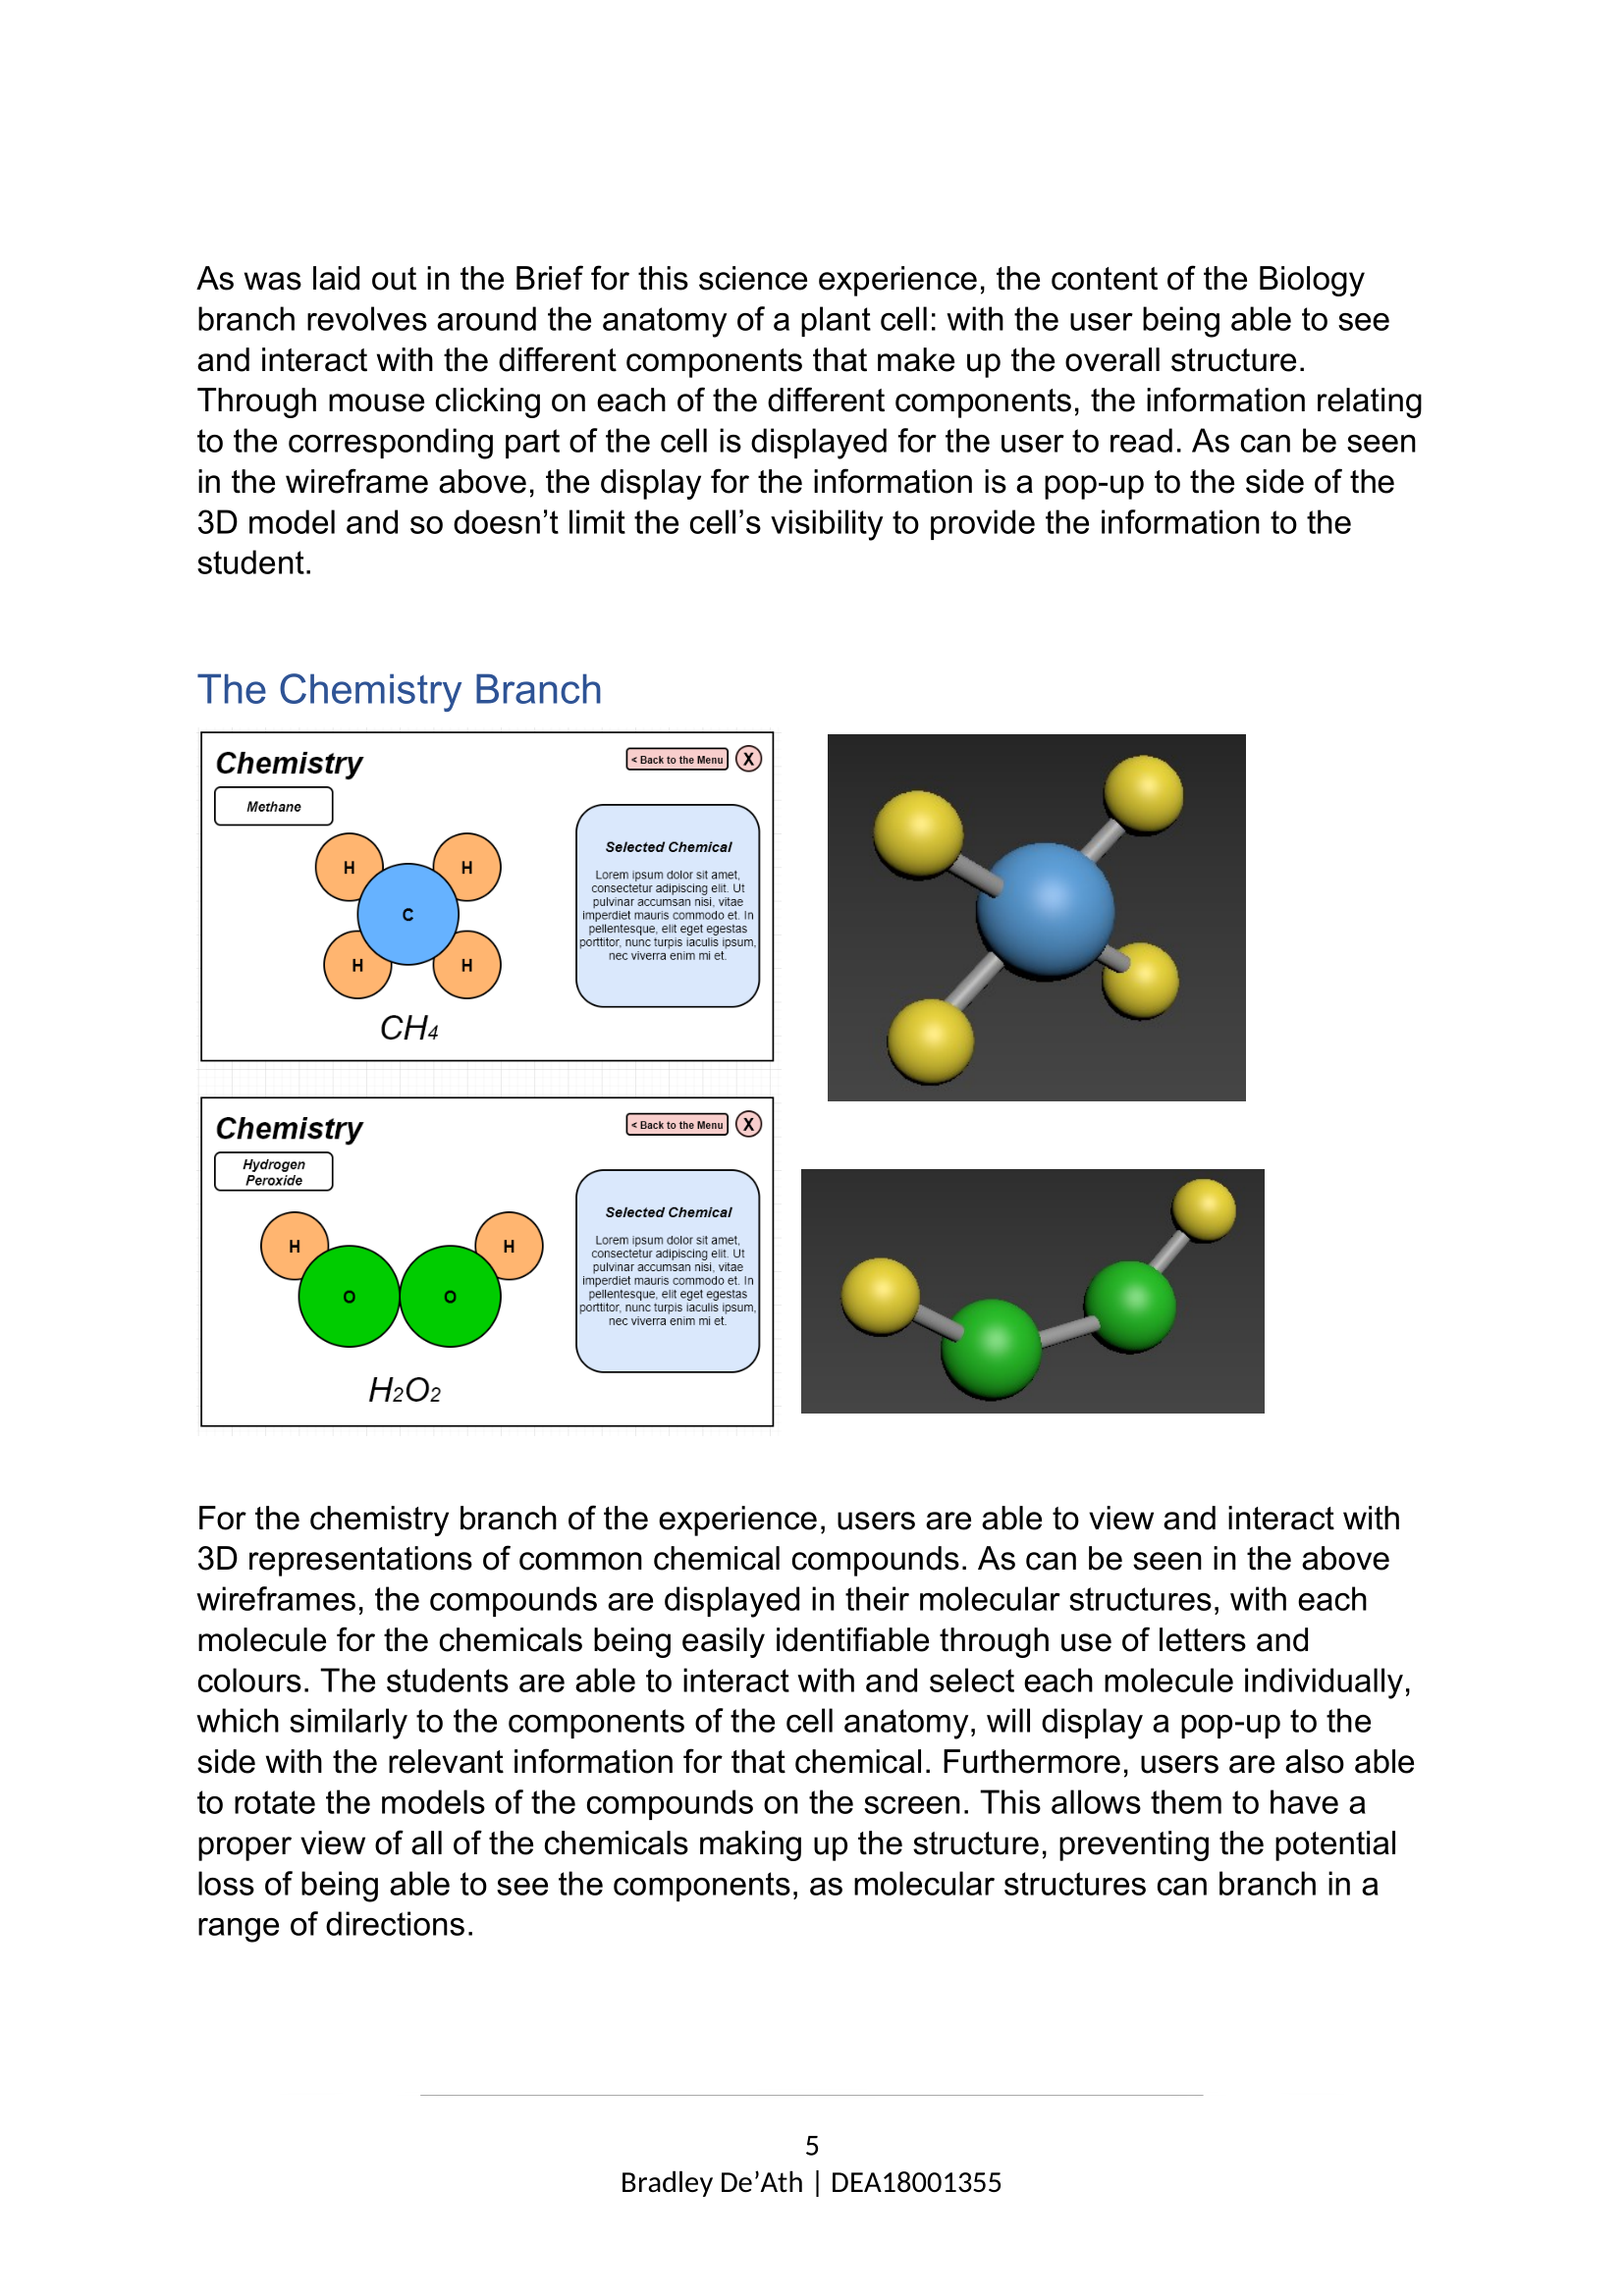 As was laid out in the Brief for this science experience, the content of the Biology
branch revolves around the anatomy of a plant cell: with the user being able to see
and interact with the different components that make up the overall structure.
Through mouse clicking on each of the different components, the information relating
to the corresponding part of the cell is displayed for the user to read. As can be seen
in the wireframe above, the display for the information is a pop-up to the side of the
3D model and so doesn’t limit the cell’s visibility to provide the information to the
student.
The Chemistry Branch
Chemistry
< Back to the Menu
X
Methane
H
H
C
H
H
CH4
Selected Chemical
Lorem ipsum dolor sit amet,
consectetur adipiscing elit. Ut
pulvinar accumsan nisi, vitae
imperdiet mauris commodo et. In
pellentesque, elit eget egestas
porttitor, nunc turpis iaculis ipsum,
nec viverra enim mi et.
Chemistry
< Back to the Menu
X
Hydrogen
Peroxide
H
H
O
O
H2O2
Selected Chemical
Lorem ipsum dolor sit amet,
consectetur adipiscing elit. Ut
pulvinar accumsan nisi, vitae
imperdiet mauris commodo et. In
pellentesque, elit eget egestas
porttitor, nunc turpis iaculis ipsum,
nec viverra enim mi et.
For the chemistry branch of the experience, users are able to view and interact with
3D representations of common chemical compounds. As can be seen in the above
wireframes, the compounds are displayed in their molecular structures, with each
molecule for the chemicals being easily identifiable through use of letters and
colours. The students are able to interact with and select each molecule individually,
which similarly to the components of the cell anatomy, will display a pop-up to the
side with the relevant information for that chemical. Furthermore, users are also able
to rotate the models of the compounds on the screen. This allows them to have a
proper view of all of the chemicals making up the structure, preventing the potential
loss of being able to see the components, as molecular structures can branch in a
range of directions.
5
Bradley De’Ath | DEA18001355